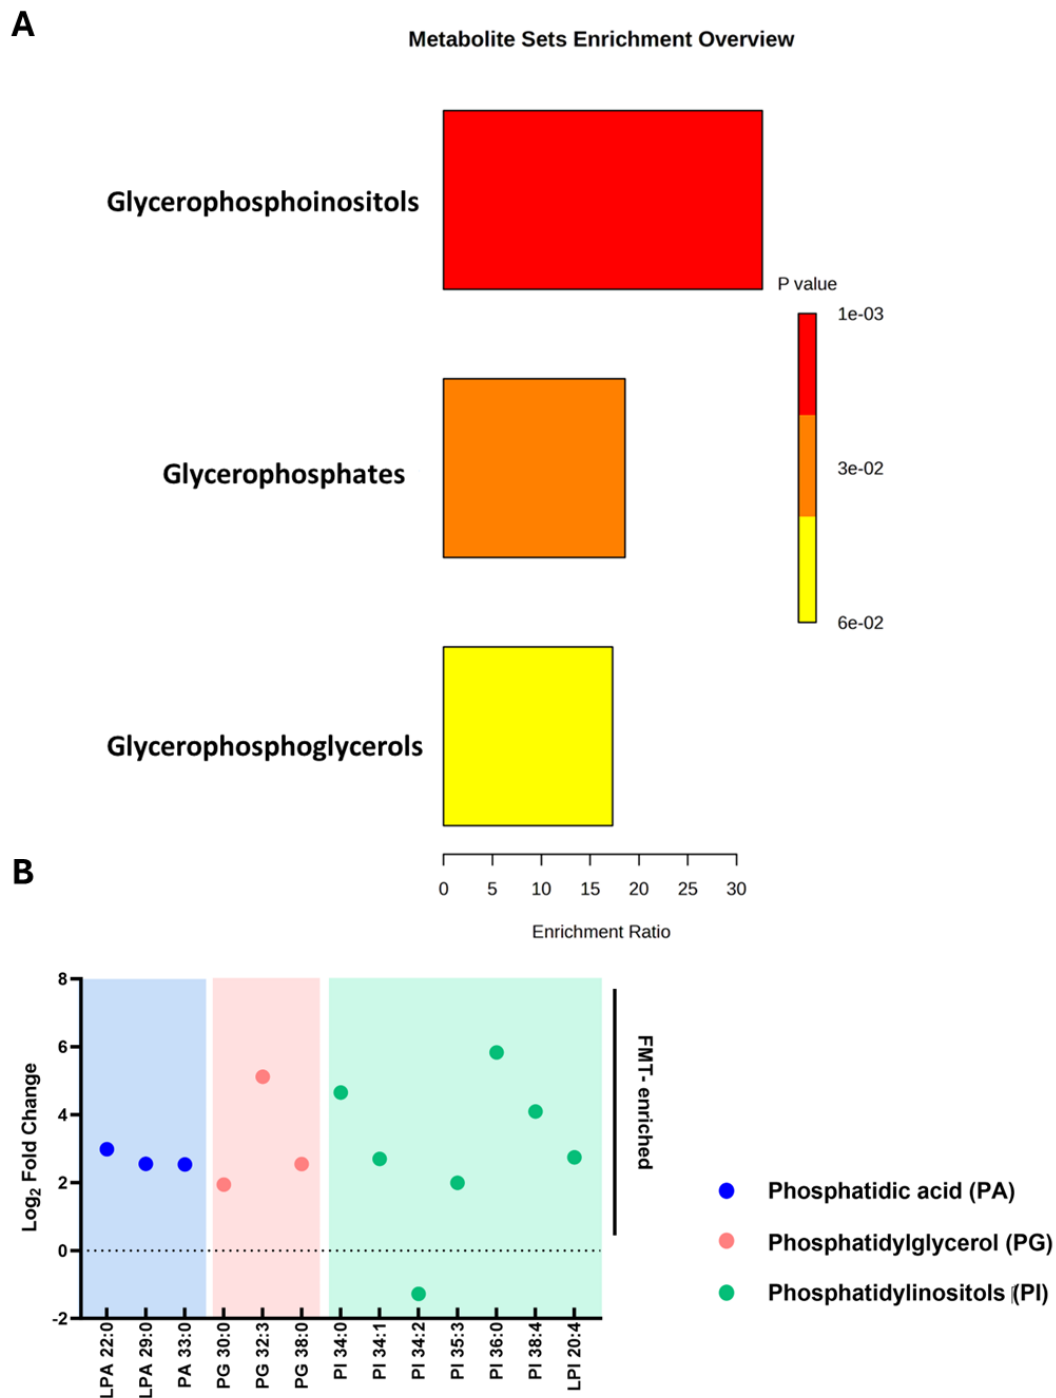 A
Metabolite Sets Enrichment Overview
Glycerophosphoinositols
P value
1e-03
Glycerophosphates
3e-02
6e-02
Glycerophosphoglycerols
0 5 10 15 20 25 30
Enrichment Ratio
B
8
6
4
2
0
-2
Log2 Fold Change
FMT- enriched
LPA 22:0
LPA 29:0
PA 33:0
PG 30:0
PG 32:3
PG 38:0
PI 34:0
PI 34:1
PI 34:2
PI 35:3
PI 36:0
PI 38:4
LPI 20:4
Phosphatidic acid (PA)
Phosphatidylglycerol (PG)
Phosphatidylinositols (PI)